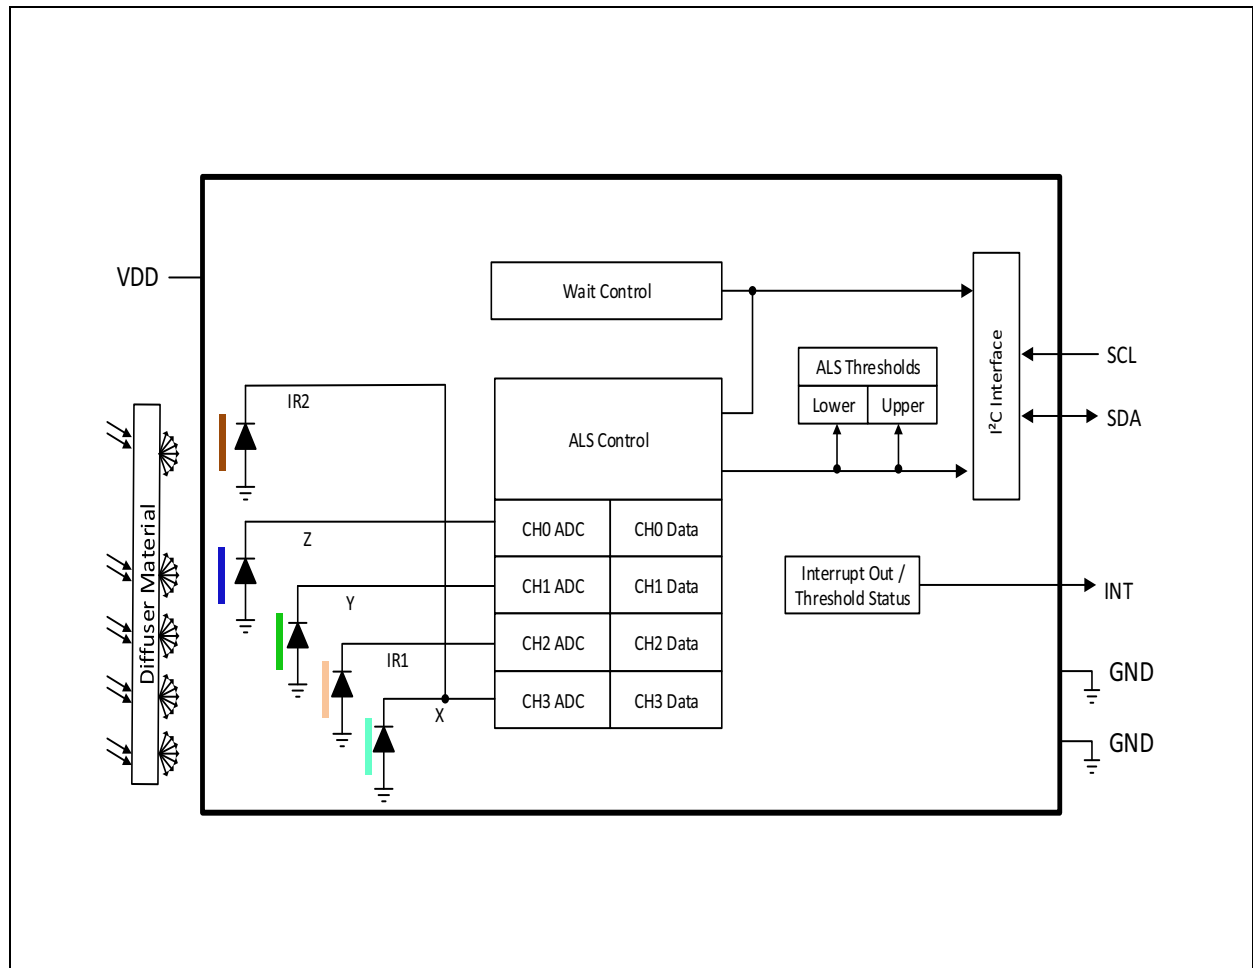 VDD
Wait Control
IR2
ALS Thresholds
Lower Upper
ALS Control
I²C Interface
SCL
SDA
Diffuser Material
Z
CH0 ADC CH0 Data
Y
CH1 ADC CH1 Data
IR1
CH2 ADC CH2 Data
X
CH3 ADC CH3 Data
Interrupt Out /
Threshold Status
INT
GND
GND